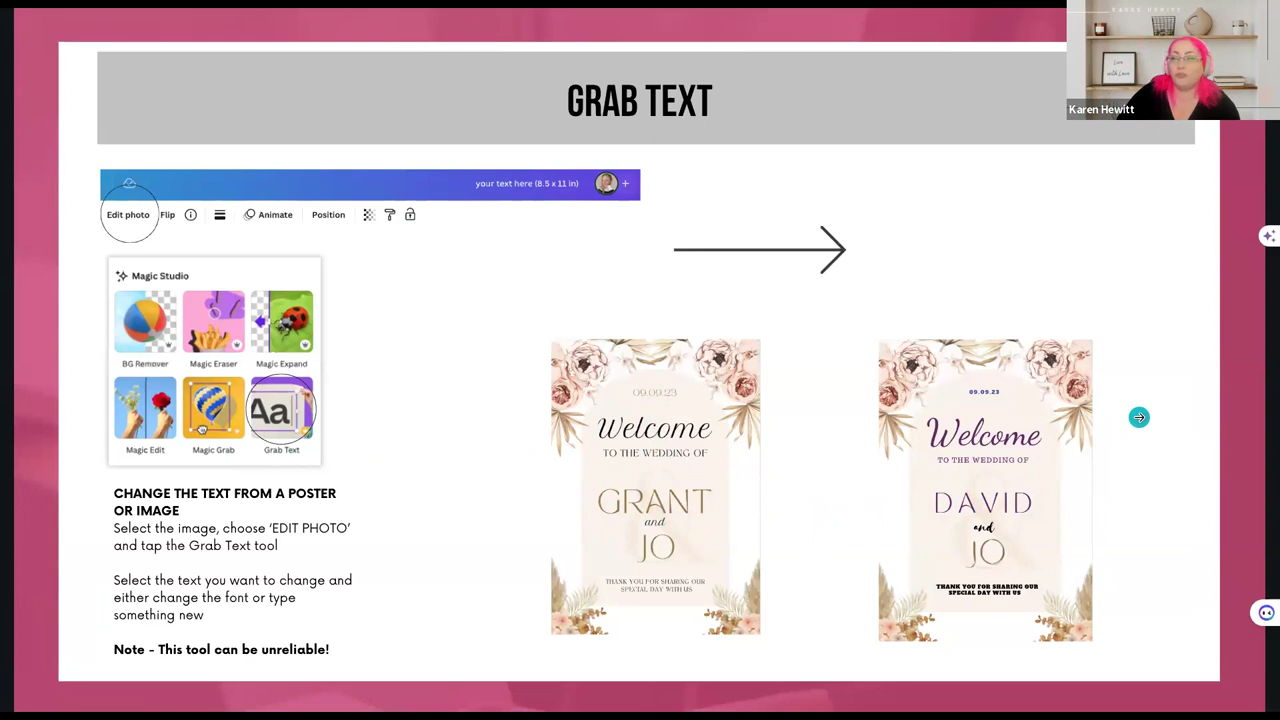 KAREN HEWITT
Live
with Love
Karen Hewitt
GRAB TEXT
your text here (8.5 x 11 in)
+
Edit photo
Flip
Animate
Position
Magic Studio
BG Remover
Magic Eraser
Magic Expand
Aa
Magic Edit
Magic Grab
Grab Text
CHANGE THE TEXT FROM A POSTER
OR IMAGE
Select the image, choose ‘EDIT PHOTO’
and tap the Grab Text tool
Select the text you want to change and
either change the font or type
something new
Note - This tool can be unreliable!
09.09.23
Welcome
TO THE WEDDING OF
GRANT
and
JO
THANK YOU FOR SHARING OUR
SPECIAL DAY WITH US
09.09.23
Welcome
TO THE WEDDING OF
DAVID
and
JO
THANK YOU FOR SHARING OUR
SPECIAL DAY WITH US